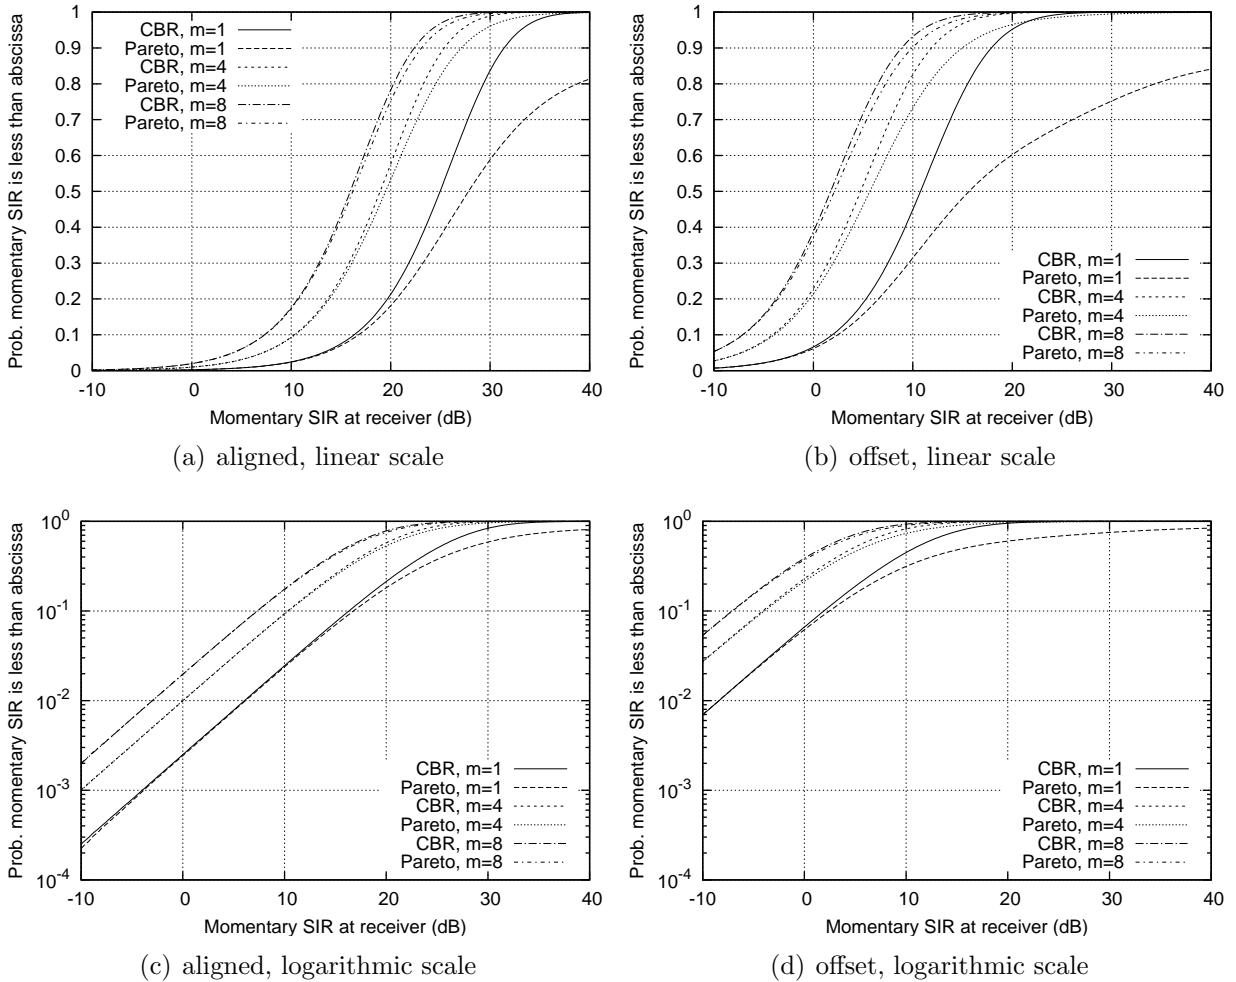 Prob. momentary SIR is less than abscissa
1
0.9
0.8
0.7
0.6
0.5
0.4
0.3
0.2
0.1
0
-10
0
10
20
30
40
CBR, m=1
Pareto, m=1
CBR, m=4
Pareto, m=4
CBR, m=8
Pareto, m=8
Momentary SIR at receiver (dB)
(a) aligned, linear scale
Prob. momentary SIR is less than abscissa
1
0.9
0.8
0.7
0.6
0.5
0.4
0.3
0.2
0.1
0
-10
0
10
20
30
40
CBR, m=1
Pareto, m=1
CBR, m=4
Pareto, m=4
CBR, m=8
Pareto, m=8
Momentary SIR at receiver (dB)
(b) offset, linear scale
Prob. momentary SIR is less than abscissa
10^0
10^-1
10^-2
10^-3
10^-4
-10
0
10
20
30
40
CBR, m=1
Pareto, m=1
CBR, m=4
Pareto, m=4
CBR, m=8
Pareto, m=8
Momentary SIR at receiver (dB)
(c) aligned, logarithmic scale
Prob. momentary SIR is less than abscissa
10^0
10^-1
10^-2
10^-3
10^-4
-10
0
10
20
30
40
CBR, m=1
Pareto, m=1
CBR, m=4
Pareto, m=4
CBR, m=8
Pareto, m=8
Momentary SIR at receiver (dB)
(d) offset, logarithmic scale